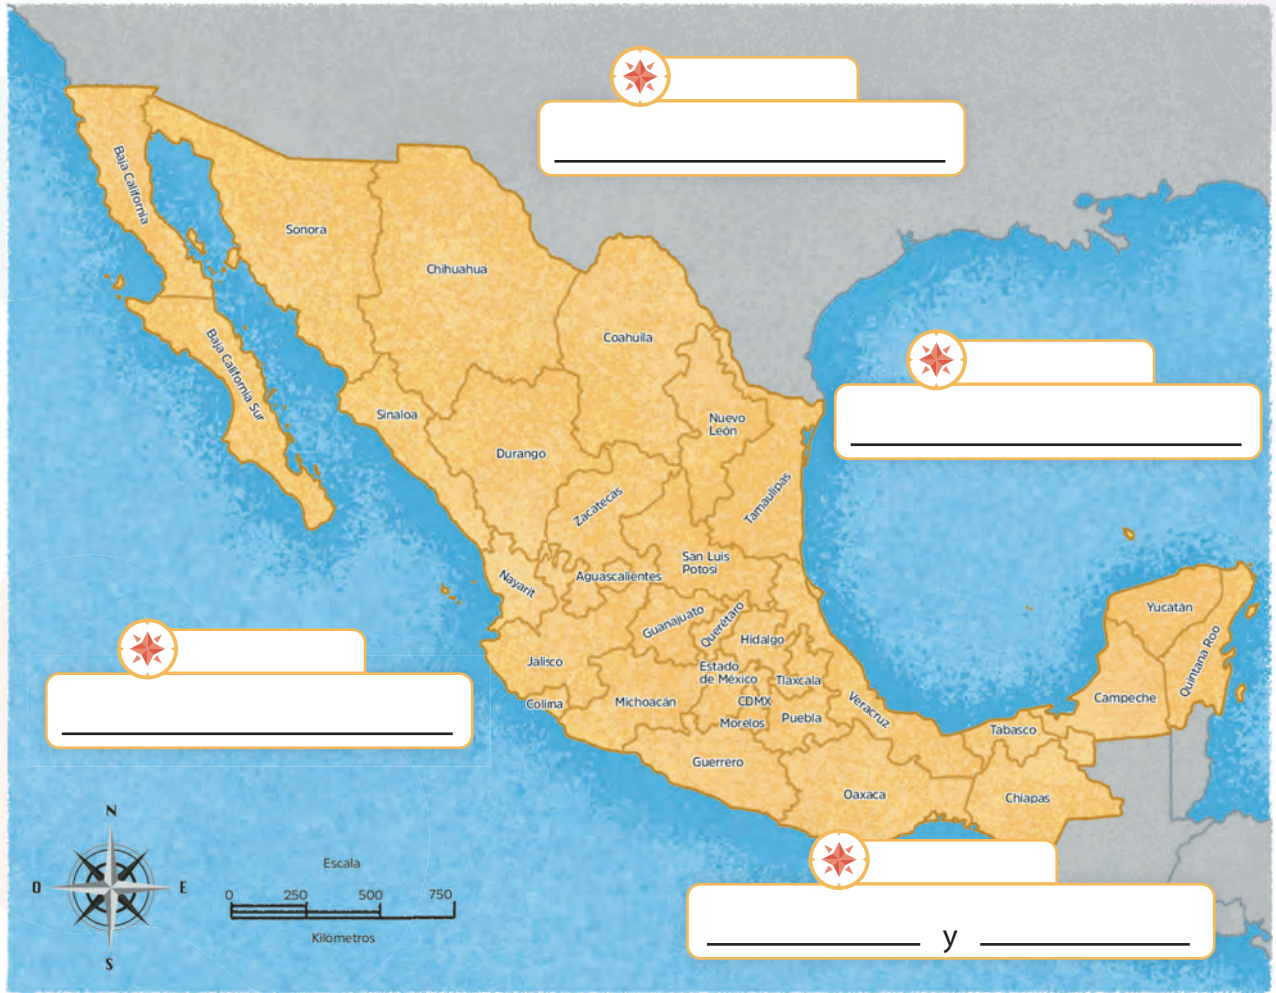 Baja California
Sonora
Chihuahua
Coahuila
Baja California Sur
Sinaloa
Nuevo
León
Durango
Zacatecas
Tamaulipas
San Luis
Potosí
Aguascalientes
Nayarit
Guanajuato
Querétaro
Hidalgo
Yucatán
Quintana Roo
Jalisco
Estado
de México
Tlaxcala
Campeche
Colima
Michoacán
CDMX
Veracruz
Morelos
Puebla
Tabasco
Guerrero
Oaxaca
Chiapas
N
O
E
S
Escala
0 250 500 750
Kilómetros
y